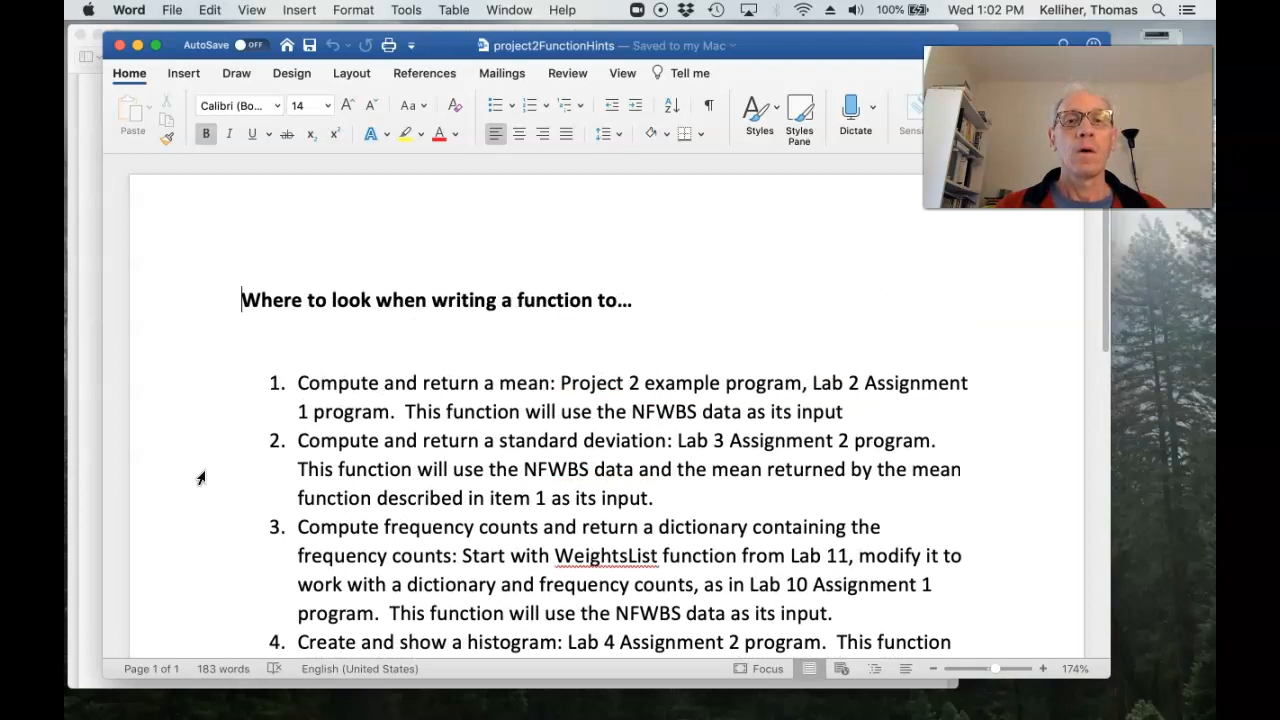 Word File Edit View Insert Format Tools Table Window Help 100% Wed 1:02 PM Kelliher, Thomas
AutoSave OFF project2FunctionHints — Saved to my Mac
Home Insert Draw Design Layout References Mailings Review View Tell me
Paste Calibri (Bo... 14 Aa Styles Styles Pane Dictate Sensi
Where to look when writing a function to...
1. Compute and return a mean: Project 2 example program, Lab 2 Assignment
1 program. This function will use the NFWBS data as its input
2. Compute and return a standard deviation: Lab 3 Assignment 2 program.
This function will use the NFWBS data and the mean returned by the mean
function described in item 1 as its input.
3. Compute frequency counts and return a dictionary containing the
frequency counts: Start with WeightsList function from Lab 11, modify it to
work with a dictionary and frequency counts, as in Lab 10 Assignment 1
program. This function will use the NFWBS data as its input.
4. Create and show a histogram: Lab 4 Assignment 2 program. This function
Page 1 of 1 183 words English (United States) Focus 174%